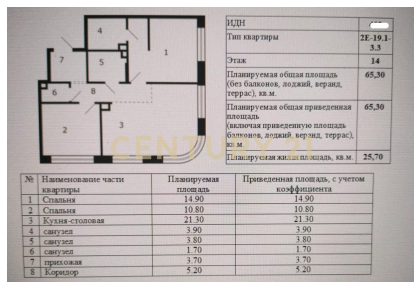 4
1
7
5
6
8
2
3
CENTURY 21
ИДН
Тип квартиры 2Е-19.1-
3.3
Этаж 14
Планируемая общая площадь 65,30
(без балконов, лоджий, веранд,
террас), кв.м.
Планируемая общая приведенная 65,30
площадь
(включая приведенную площадь
балконов, лоджий, веранд, террас),
кв.м.
Планируемая жилая площадь, кв.м. 25,70
№ Наименование части Планируемая Приведенная площадь, с учетом
квартиры площадь коэффициента
1 Спальня 14.90 14.90
2 Спальня 10.80 10.80
3 Кухня-столовая 21.30 21.30
4 санузел 3.90 3.90
5 санузел 3.80 3.80
6 санузел 1.70 1.70
7 прихожая 3.70 3.70
8 Коридор 5.20 5.20